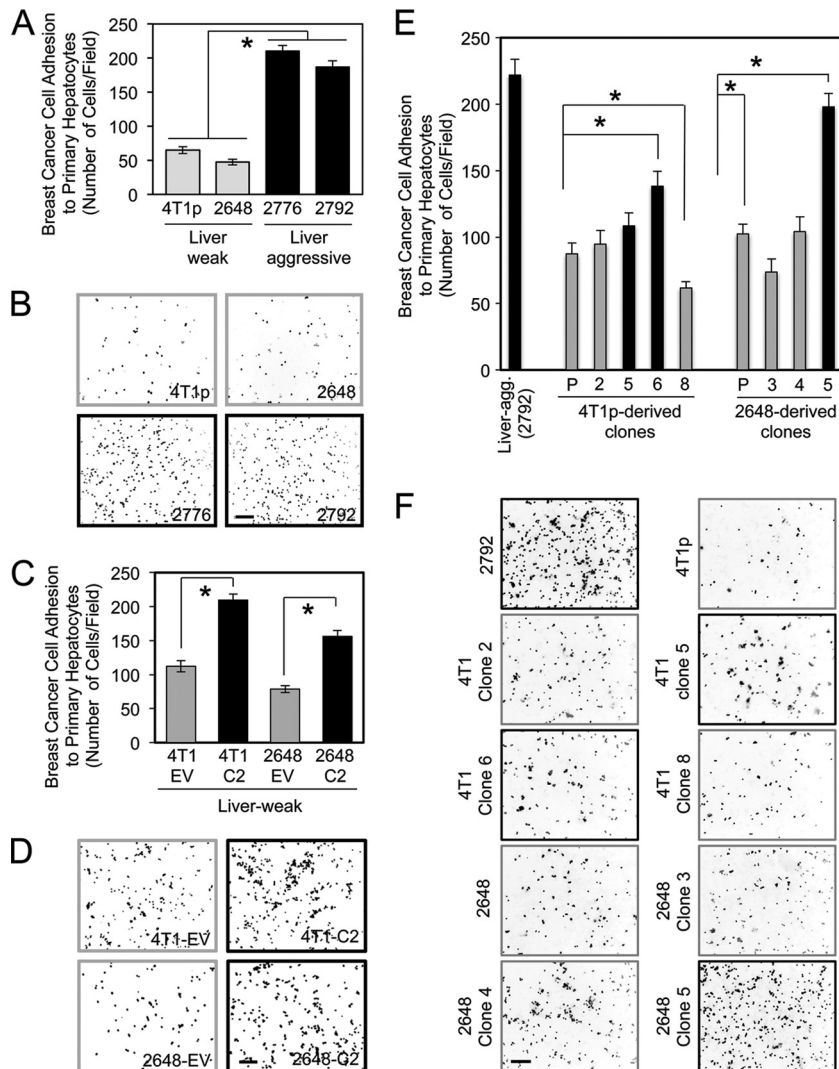 A
Breast Cancer Cell Adhesion
to Primary Hepatocytes
(Number of Cells/Field)
250
200
150
100
50
0
*
4T1p 2648 2776 2792
Liver
weak
Liver
aggressive
B
4T1p
2648
2776
2792
C
Breast Cancer Cell Adhesion
to Primary Hepatocytes
(Number of Cells/Field)
250
200
150
100
50
0
* *
4T1
EV
4T1
C2
2648
EV
2648
C2
Liver-weak
D
4T1-EV
4T1-C2
2648-EV
2648-C2
E
Breast Cancer Cell Adhesion
to Primary Hepatocytes
(Number of Cells/Field)
250
200
150
100
50
0
* * * *
Liver-agg.
(2792)
P 2 5 6 8
4T1p-derived
clones
P 3 4 5
2648-derived
clones
F
2792
4T1p
4T1
Clone 2
4T1
clone 5
4T1
Clone 6
4T1
Clone 8
2648
2648
Clone 3
2648
Clone 4
2648
Clone 5